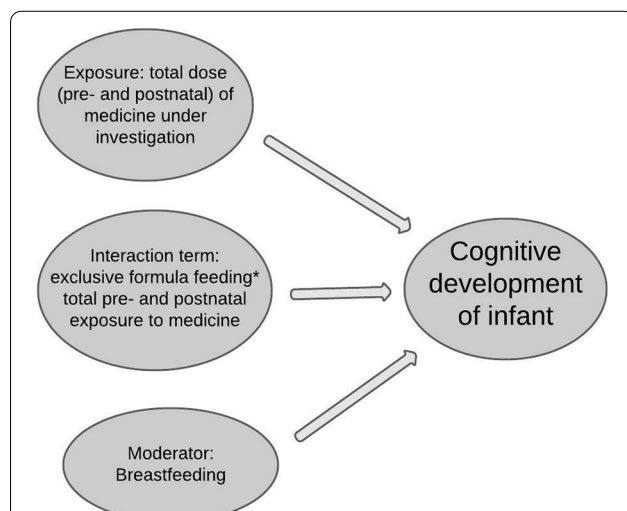 Exposure: total dose
(pre- and postnatal) of
medicine under
investigation
Interaction term:
exclusive formula feeding*
total pre- and postnatal
exposure to medicine
Cognitive
development
of infant
Moderator:
Breastfeeding